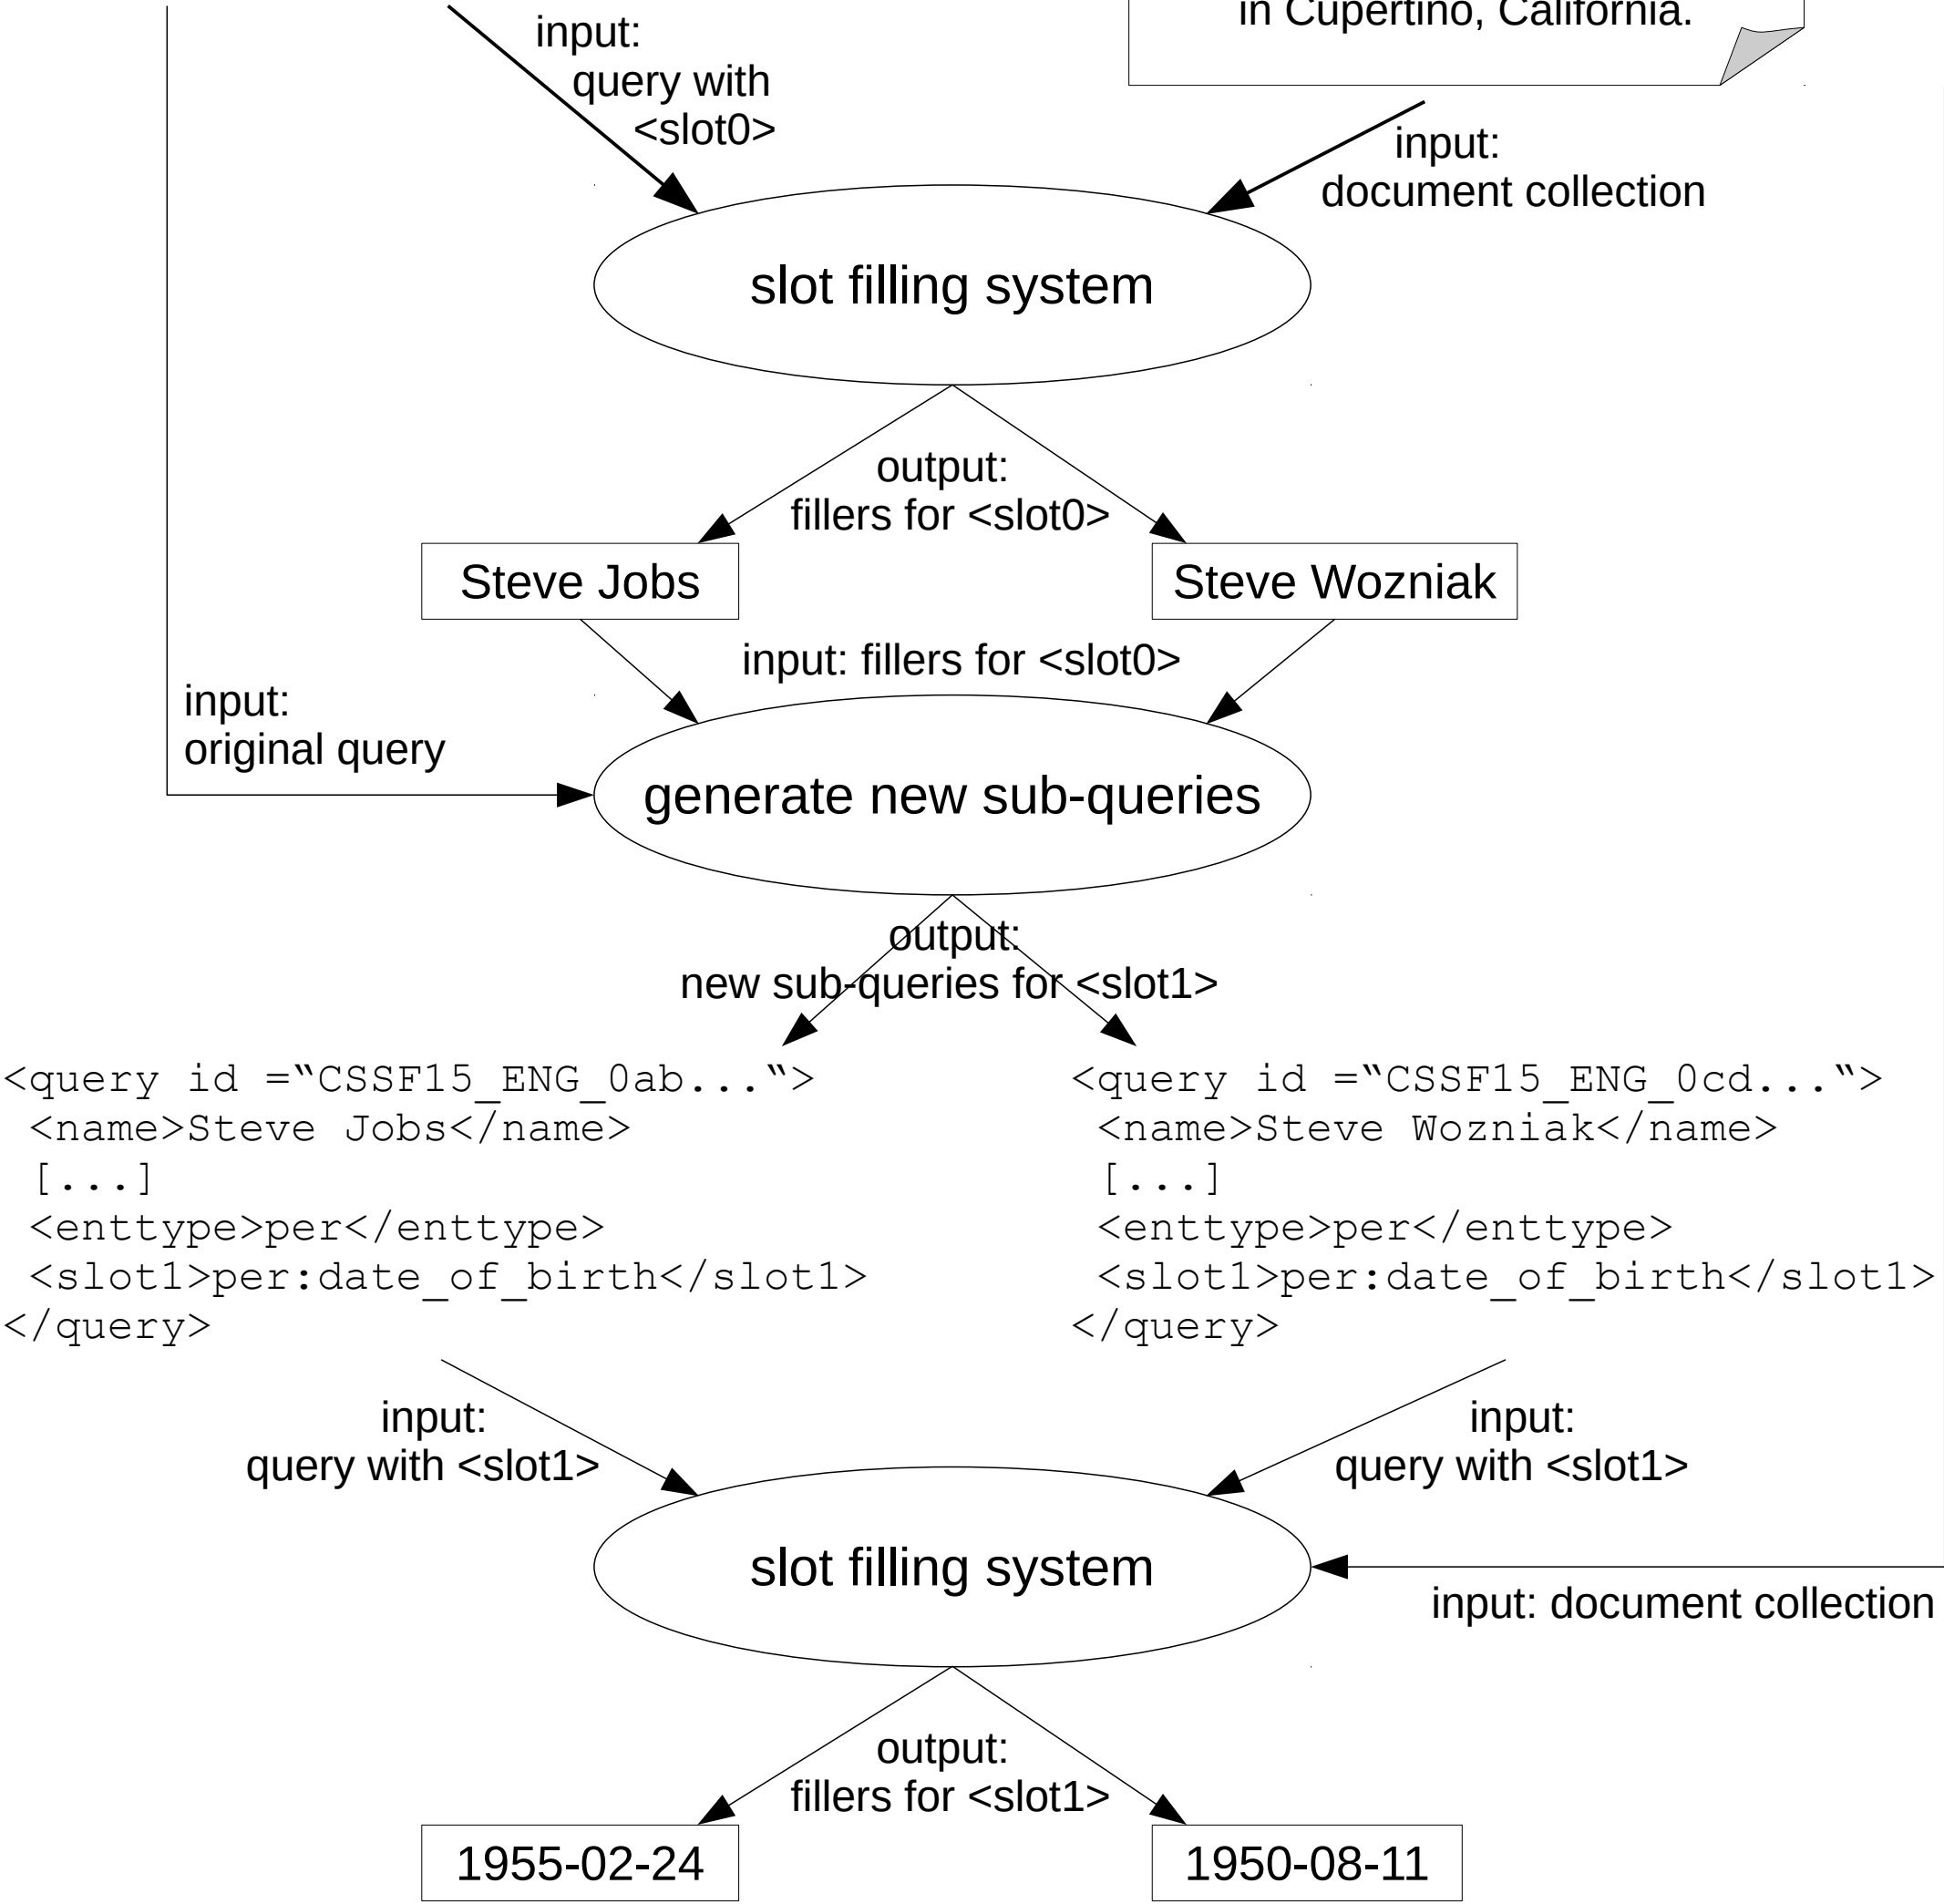 in Cupertino, California.
input:
query with
<slot0>
input:
document collection
slot filling system
output:
fillers for <slot0>
Steve Jobs
Steve Wozniak
input: fillers for <slot0>
input:
original query
generate new sub-queries
output:
new sub-queries for <slot1>
<query id =“CSSF15_ENG_0ab...“>
<name>Steve Jobs</name>
[...]
<enttype>per</enttype>
<slot1>per:date_of_birth</slot1>
</query>
<query id =“CSSF15_ENG_0cd...“>
<name>Steve Wozniak</name>
[...]
<enttype>per</enttype>
<slot1>per:date_of_birth</slot1>
</query>
input:
query with <slot1>
input:
query with <slot1>
slot filling system
input: document collection
output:
fillers for <slot1>
1955-02-24
1950-08-11